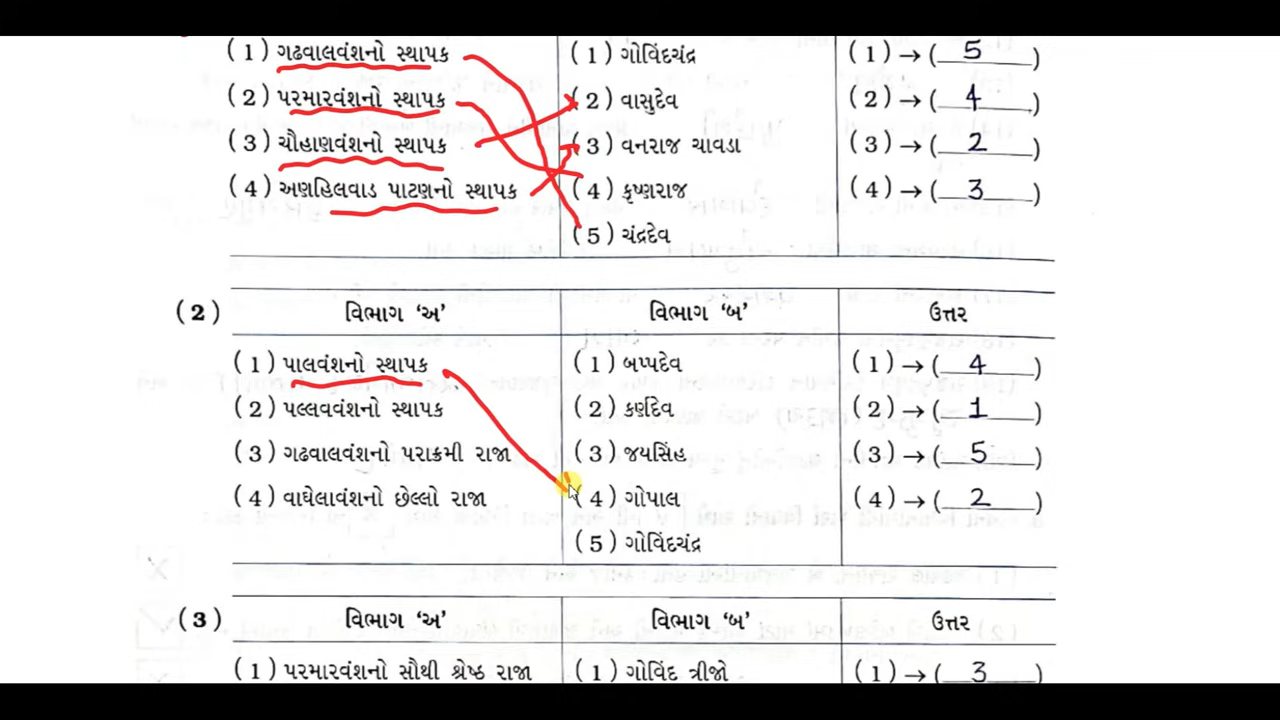 (1) ગઢવાલવંશનો સ્થાપક (1) ગોવિંદચંદ્ર (1) → ( 5 )
(2) પરમારવંશનો સ્થાપક (2) વાસુદેવ (2) → ( 4 )
(3) ચૌહાણવંશનો સ્થાપક (3) વનરાજ ચાવડા (3) → ( 2 )
(4) અણહિલવાડ પાટણનો સ્થાપક (4) કૃષ્ણરાજ (4) → ( 3 )
(5) ચંદ્રદેવ
(2) વિભાગ ‘અ’ વિભાગ ‘બ’ ઉત્તર
(1) પાલવંશનો સ્થાપક (1) બપ્પદેવ (1) → ( 4 )
(2) પલ્લવવંશનો સ્થાપક (2) કર્ણદેવ (2) → ( 1 )
(3) ગઢવાલવંશનો પરાક્રમી રાજા (3) જયસિંહ (3) → ( 5 )
(4) વાઘેલાવંશનો છેલ્લો રાજા (4) ગોપાલ (4) → ( 2 )
(5) ગોવિંદચંદ્ર
(3) વિભાગ ‘અ’ વિભાગ ‘બ’ ઉત્તર
(1) પરમારવંશનો સૌથી શ્રેષ્ઠ રાજા (1) ગોવિંદ ત્રીજો (1) → ( 3 )